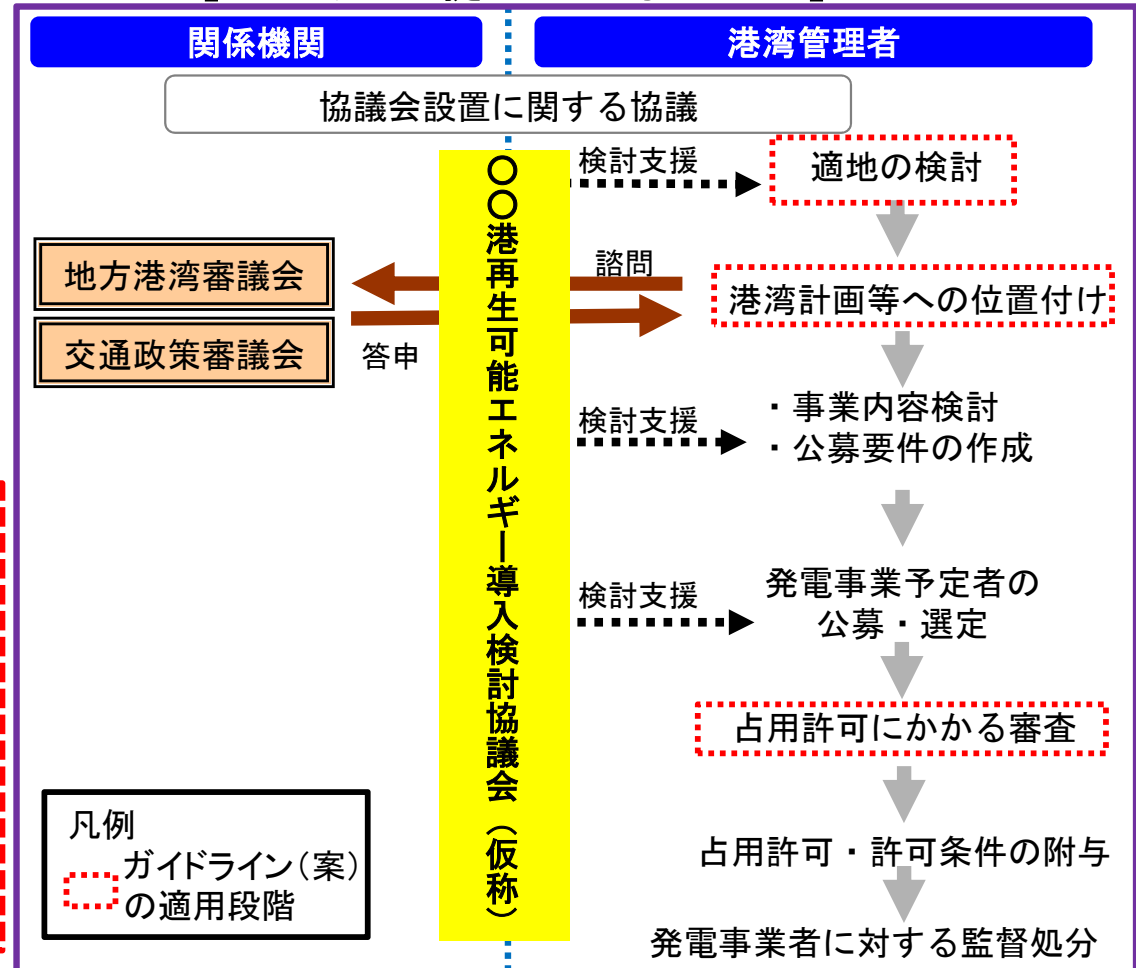 関係機関
港湾管理者
協議会設置に関する協議
〇〇港再生可能エネルギー導入検討協議会（仮称）
検討支援
適地の検討
地方港湾審議会
交通政策審議会
諮問
答申
港湾計画等への位置付け
検討支援
・事業内容検討
・公募要件の作成
検討支援
発電事業予定者の
公募・選定
占用許可にかかる審査
占用許可・許可条件の附与
発電事業者に対する監督処分
凡例
ガイドライン（案）
の適用段階